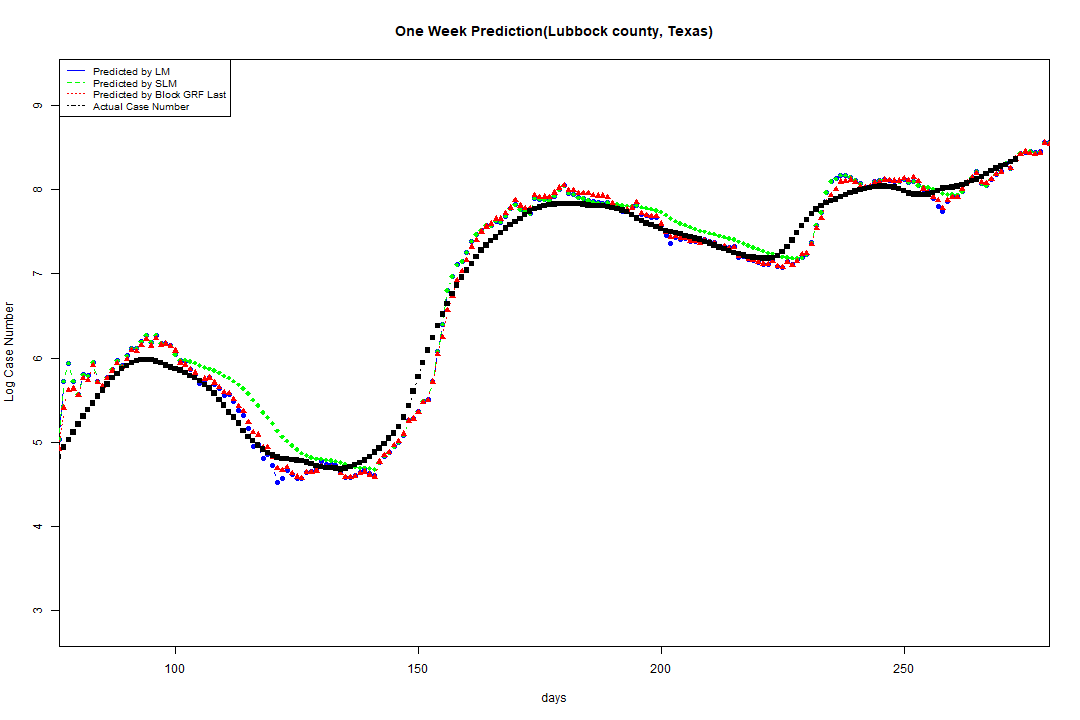 One Week Prediction(Lubbock county, Texas)
Predicted by LM
Predicted by SLM
Predicted by Block GRF Last
Actual Case Number
9
8
7
6
5
4
3
Log Case Number
100 150 200 250
days